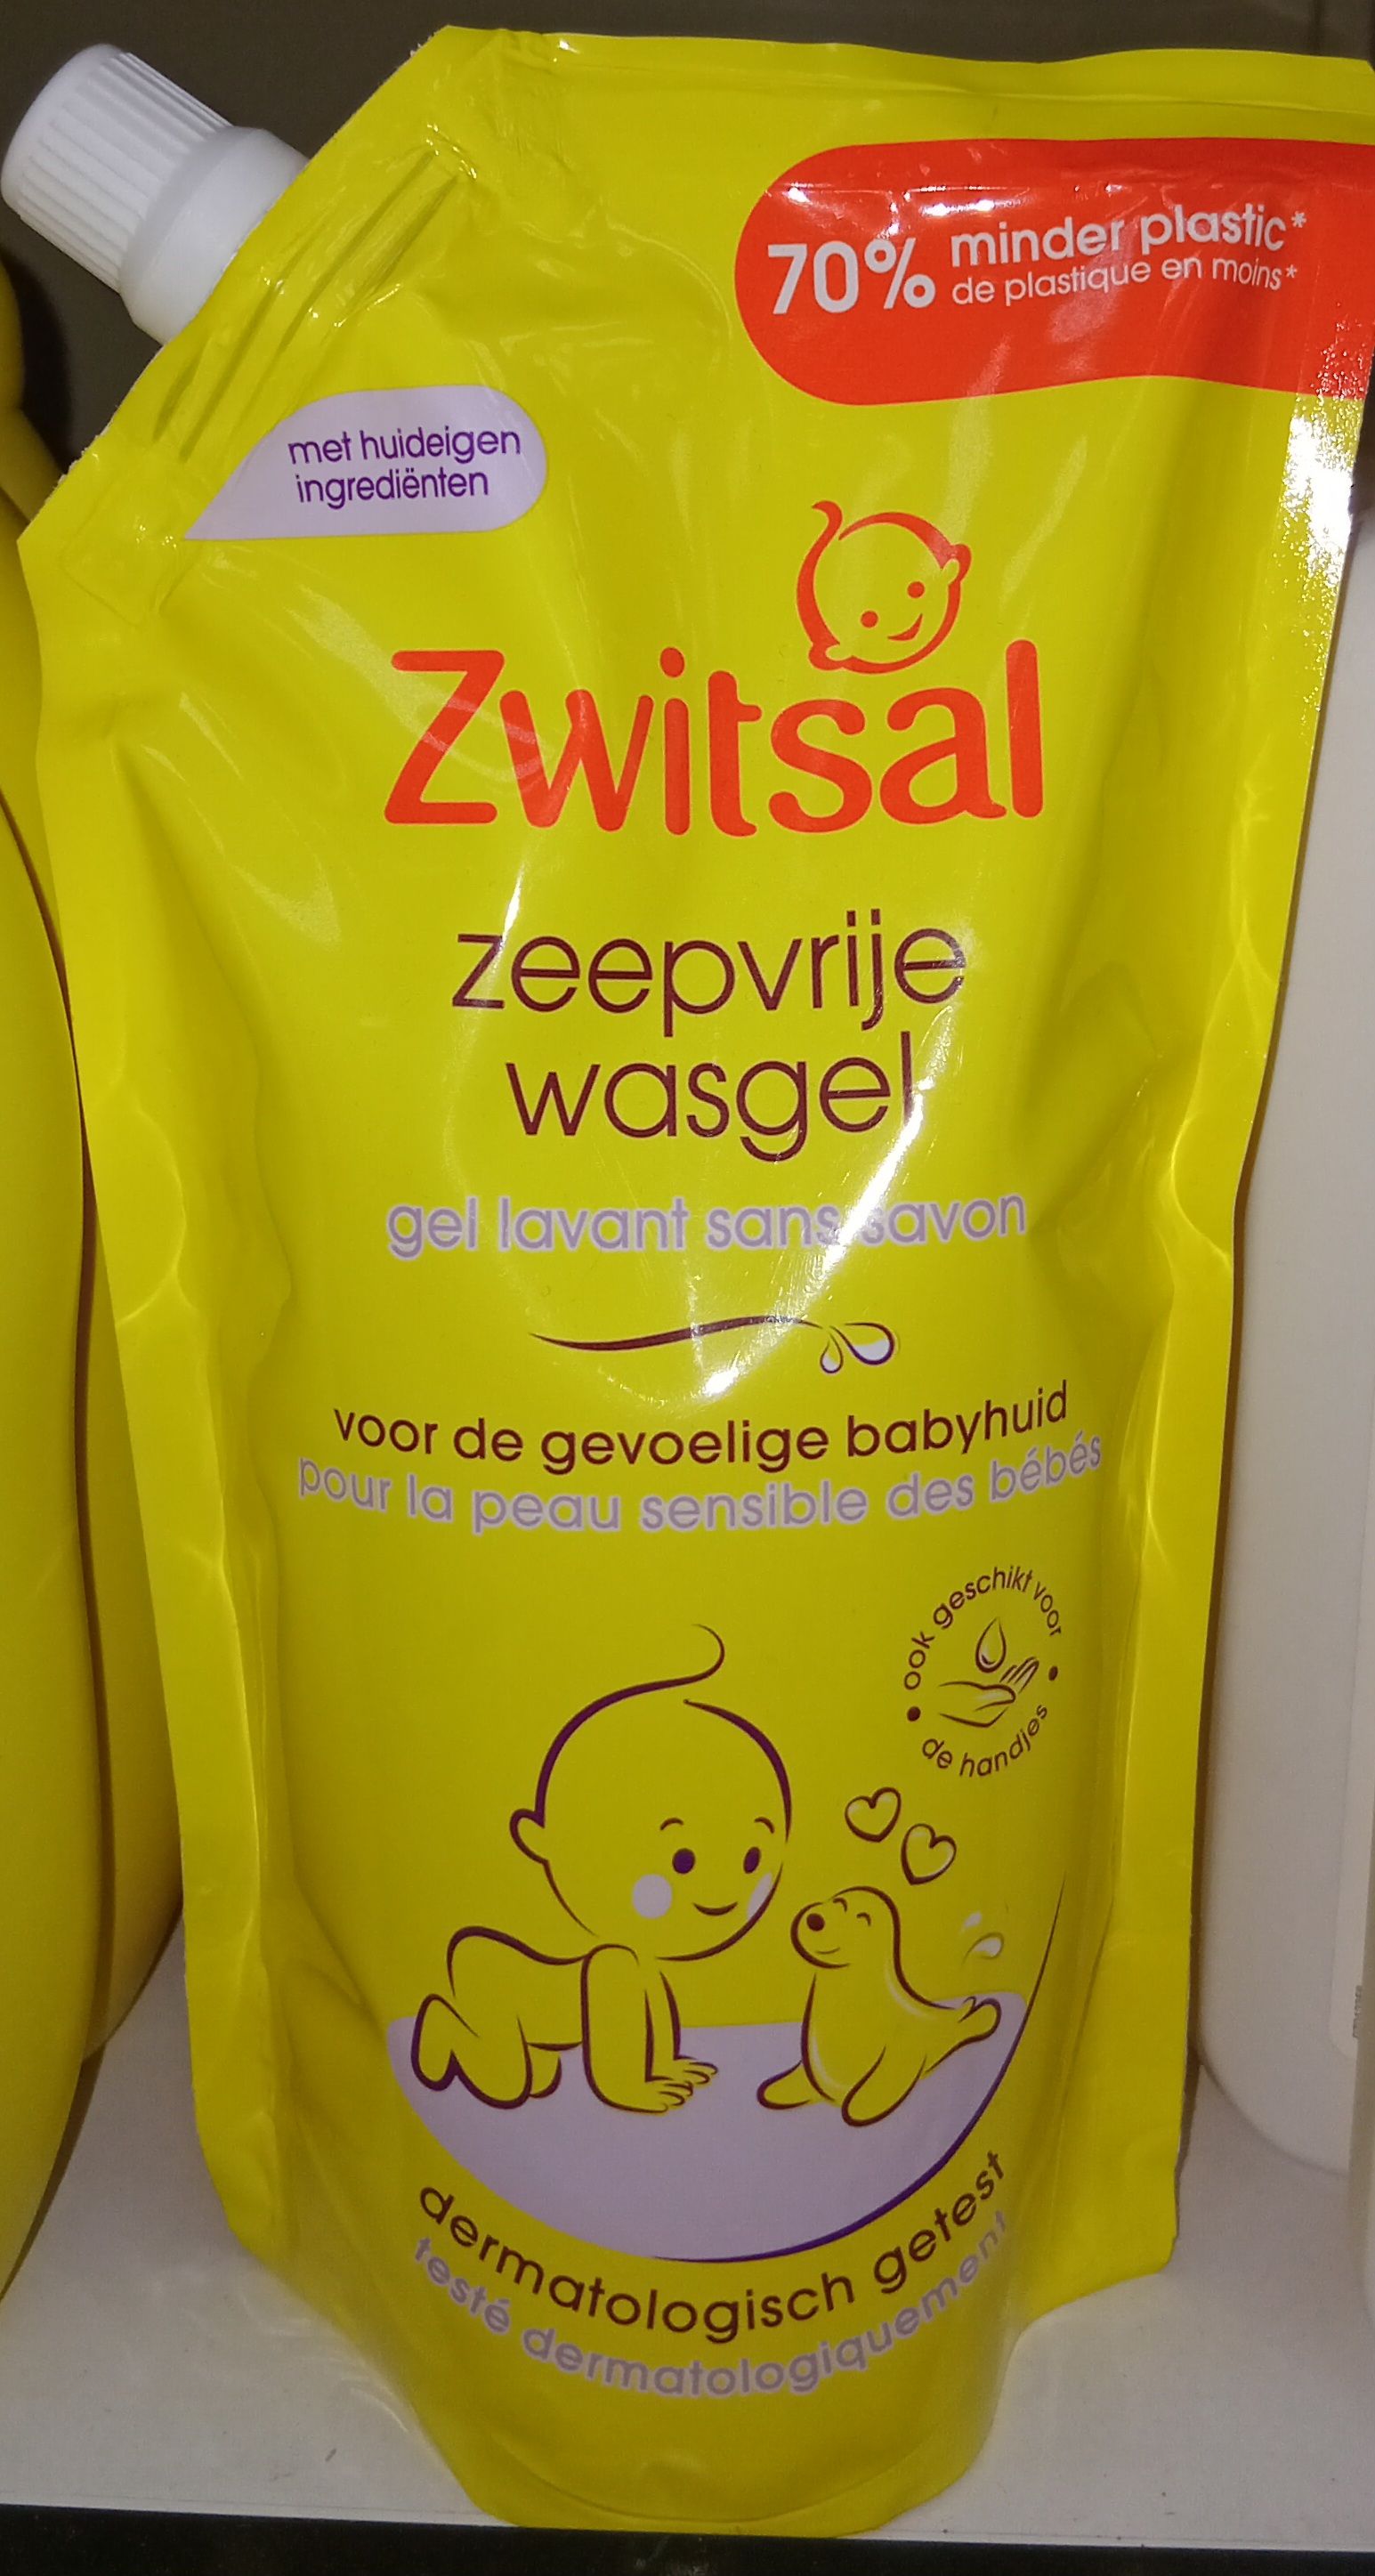 70% minder plastic*
de plastique en moins*
met huideigen
ingrediënten
Zwitsal
zeepvrije
wasgel
gel lavant sans savon
voor de gevoelige babyhuid
pour la peau sensible des bébés
ook geschikt voor
de handjes
dermatologisch getest
testé dermatologiquement